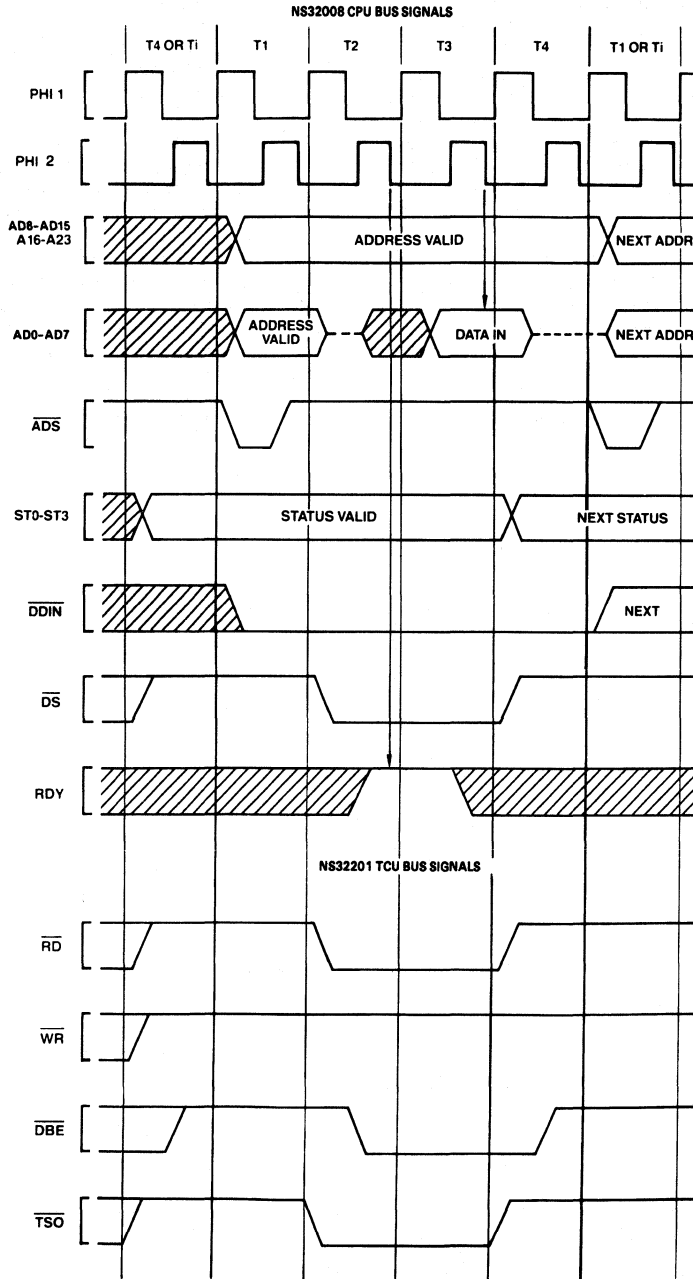 NS32008 CPU BUS SIGNALS
T4 OR Ti T1 T2 T3 T4 T1 OR Ti
PHI 1
PHI 2
AD8-AD15
A16-A23
ADDRESS VALID NEXT ADDR
AD0-AD7
ADDRESS
VALID
DATA IN NEXT ADDR
ADS
ST0-ST3 STATUS VALID NEXT STATUS
DDIN NEXT
DS
RDY
NS32201 TCU BUS SIGNALS
RD
WR
DBE
TSO